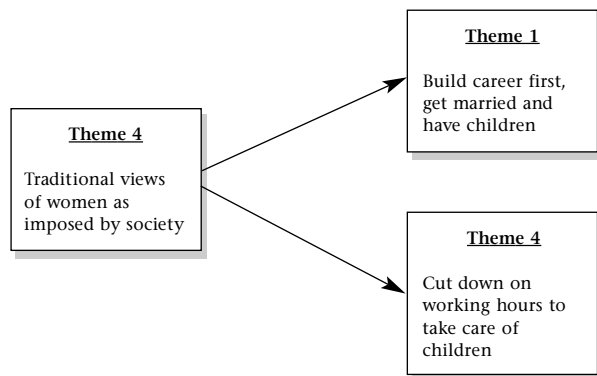 Theme 1
Build career first,
get married and
have children
Theme 4
Traditional views
of women as
imposed by society
Theme 4
Cut down on
working hours to
take care of
children